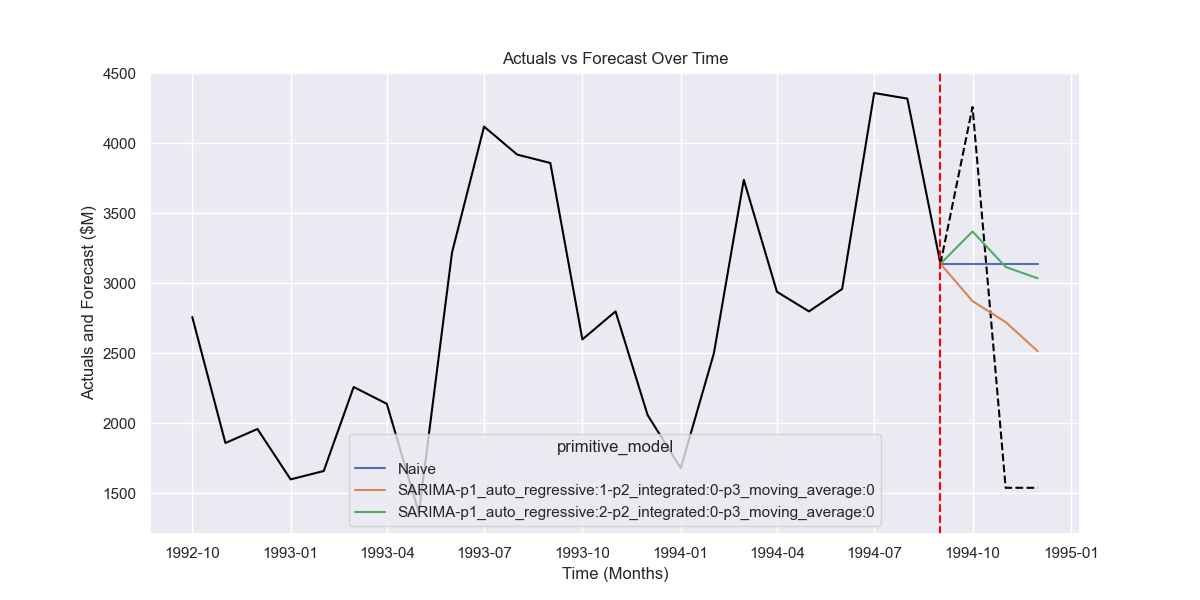 Actuals vs Forecast Over Time
Actuals and Forecast ($M)
4500
4000
3500
3000
2500
2000
1500
primitive_model
Naive
SARIMA-p1_auto_regressive:1-p2_integrated:0-p3_moving_average:0
SARIMA-p1_auto_regressive:2-p2_integrated:0-p3_moving_average:0
1992-10 1993-01 1993-04 1993-07 1993-10 1994-01 1994-04 1994-07 1994-10 1995-01
Time (Months)